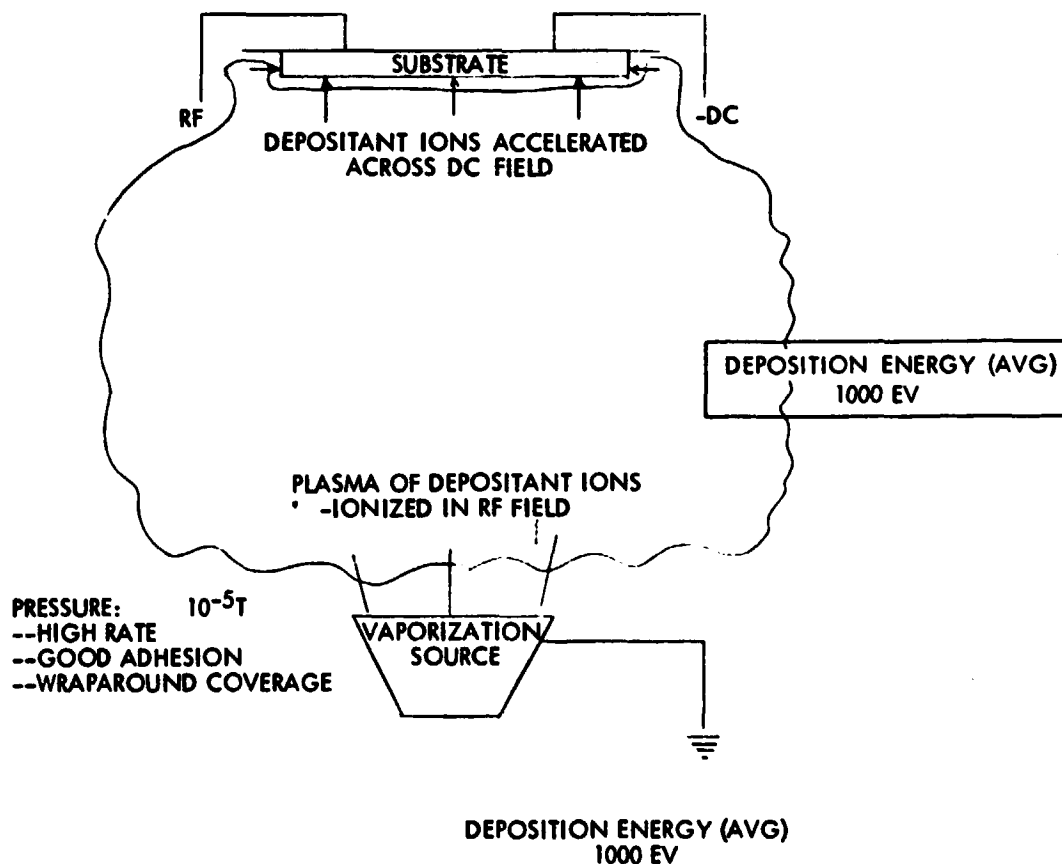 SUBSTRATE
RF
-DC
DEPOSITANT IONS ACCELERATED
ACROSS DC FIELD
DEPOSITION ENERGY (AVG)
1000 EV
PLASMA OF DEPOSITANT IONS
-IONIZED IN RF FIELD
PRESSURE: 10⁻⁵T
--HIGH RATE
--GOOD ADHESION
--WRAPAROUND COVERAGE
VAPORIZATION
SOURCE
DEPOSITION ENERGY (AVG)
1000 EV